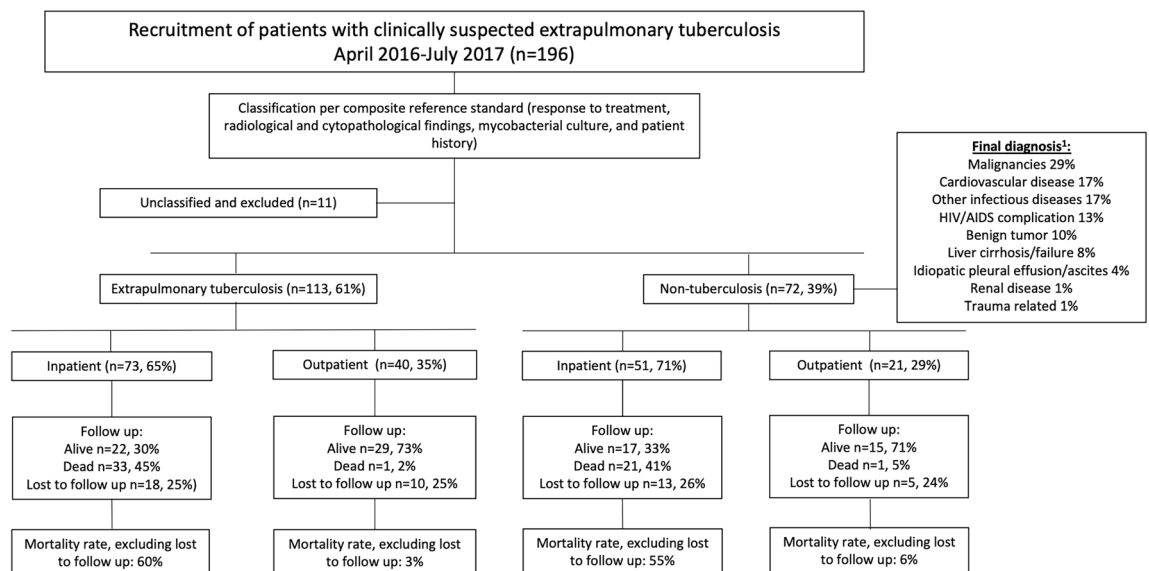 Recruitment of patients with clinically suspected extrapulmonary tuberculosis
April 2016-July 2017 (n=196)
Classification per composite reference standard (response to treatment,
radiological and cytopathological findings, mycobacterial culture, and patient
history)
Unclassified and excluded (n=11)
Final diagnosis¹:
Malignancies 29%
Cardiovascular disease 17%
Other infectious diseases 17%
HIV/AIDS complication 13%
Benign tumor 10%
Liver cirrhosis/failure 8%
Idiopatic pleural effusion/ascites 4%
Renal disease 1%
Trauma related 1%
Extrapulmonary tuberculosis (n=113, 61%)
Non-tuberculosis (n=72, 39%)
Inpatient (n=73, 65%)
Outpatient (n=40, 35%)
Inpatient (n=51, 71%)
Outpatient (n=21, 29%)
Follow up:
Alive n=22, 30%
Dead n=33, 45%
Lost to follow up n=18, 25%)
Follow up:
Alive n=29, 73%
Dead n=1, 2%
Lost to follow up n=10, 25%
Follow up:
Alive n=17, 33%
Dead n=21, 41%
Lost to follow up n=13, 26%
Follow up:
Alive n=15, 71%
Dead n=1, 5%
Lost to follow up n=5, 24%
Mortality rate, excluding lost
to follow up: 60%
Mortality rate, excluding lost
to follow up: 3%
Mortality rate, excluding lost
to follow up: 55%
Mortality rate, excluding lost
to follow up: 6%